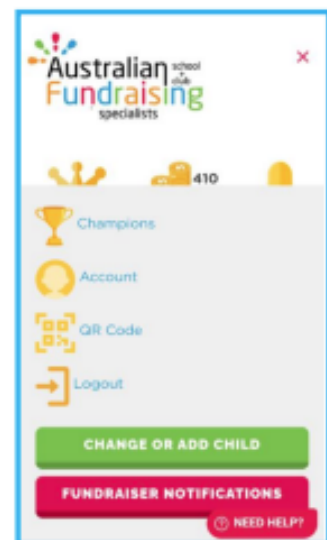 Australian school + club
Fundraising
specialists
×
410
Champions
Account
QR Code
Logout
CHANGE OR ADD CHILD
FUNDRAISER NOTIFICATIONS
? NEED HELP?